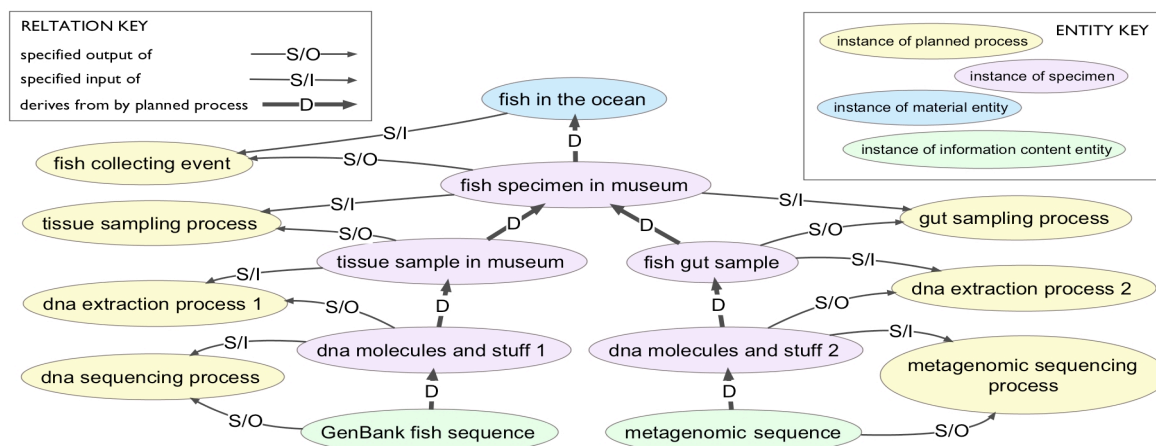 RELTATION KEY
specified output of S/O
specified input of S/I
derives from by planned process D
ENTITY KEY
instance of planned process
instance of specimen
instance of material entity
instance of information content entity
fish in the ocean
S/I
D
fish collecting event
S/O
fish specimen in museum
S/I
S/I
tissue sampling process
D
D
gut sampling process
S/O
S/O
tissue sample in museum
fish gut sample
S/I
S/I
dna extraction process 1
D
D
dna extraction process 2
S/O
S/O
S/I
S/I
dna molecules and stuff 1
dna molecules and stuff 2
dna sequencing process
metagenomic sequencing
process
D
D
S/O
S/O
GenBank fish sequence
metagenomic sequence